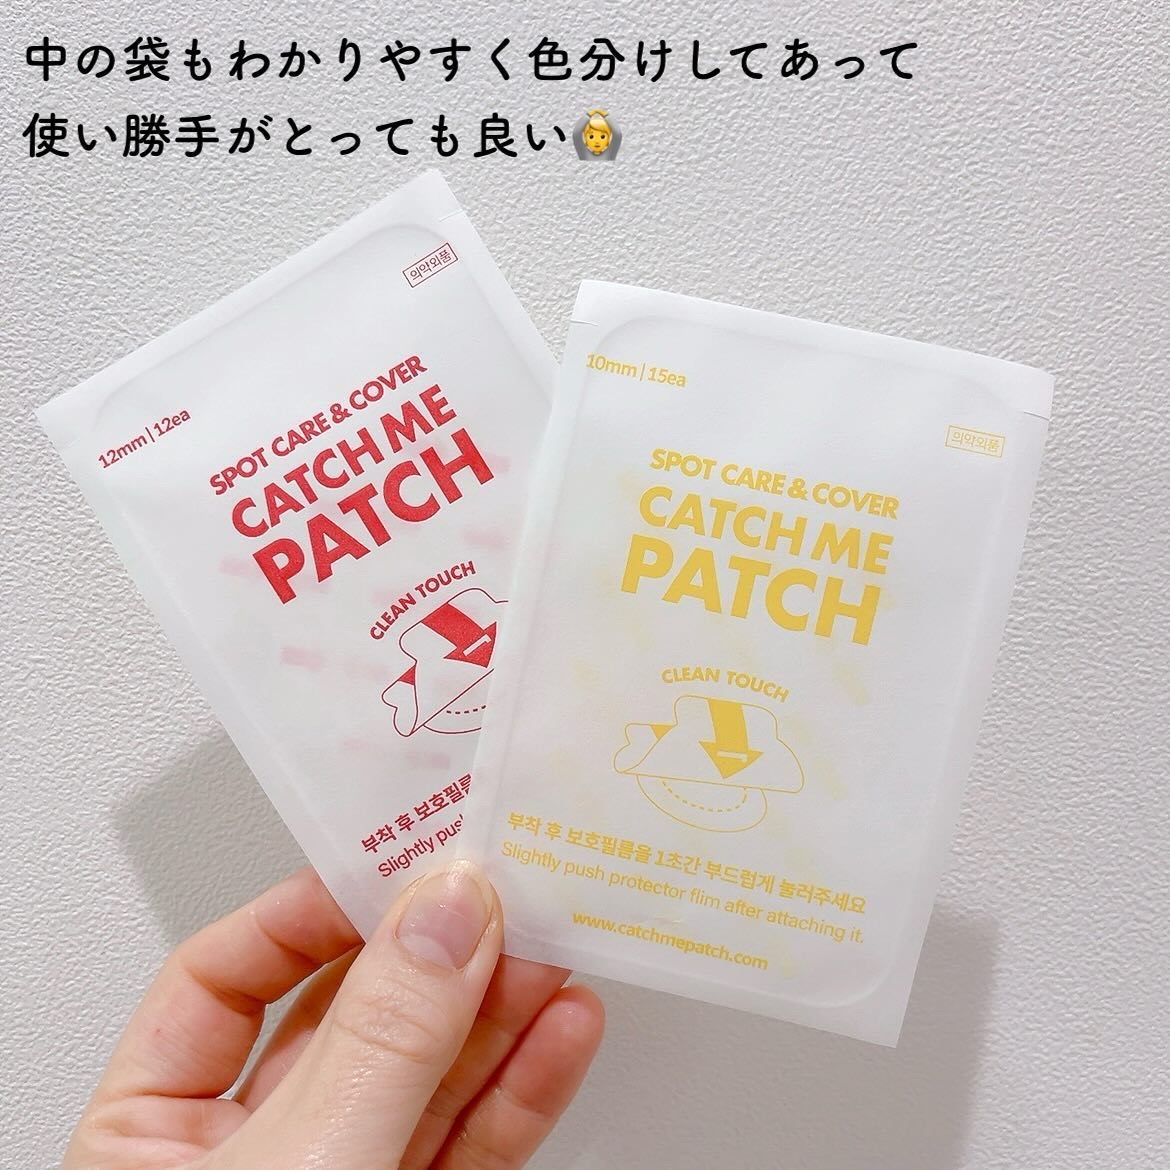 中の袋もわかりやすく色分けしてあって
使い勝手がとっても良い🙆
의약외품
12mm | 12ea
SPOT CARE & COVER
CATCH ME
PATCH
CLEAN TOUCH
부착 후 보호필름
Slightly push
10mm | 15ea
의약외품
SPOT CARE & COVER
CATCH ME
PATCH
CLEAN TOUCH
부착 후 보호필름을 1초간 부드럽게 눌러주세요
Slightly push protector flim after attaching it.
www.catchmepatch.com